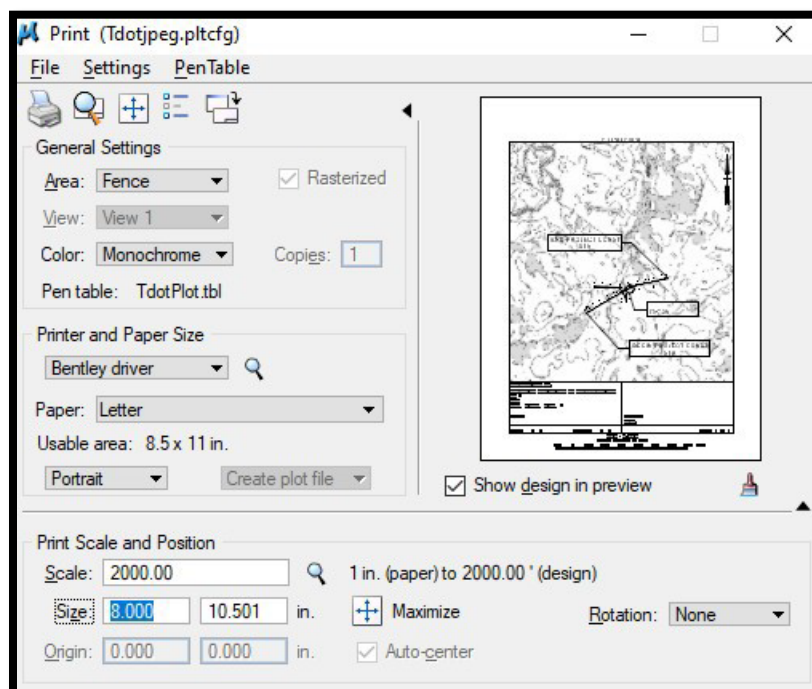 Print (Tdotjpeg.pltcfg)
File Settings PenTable
General Settings
Area: Fence Rasterized
View: View 1
Color: Monochrome Copies: 1
Pen table: TdotPlot.tbl
Printer and Paper Size
Bentley driver
Paper: Letter
Usable area: 8.5 x 11 in.
Portrait Create plot file
Show design in preview
Print Scale and Position
Scale: 2000.00 1 in. (paper) to 2000.00 ' (design)
Size: 8.000 10.501 in. Maximize Rotation: None
Origin: 0.000 0.000 in. Auto-center